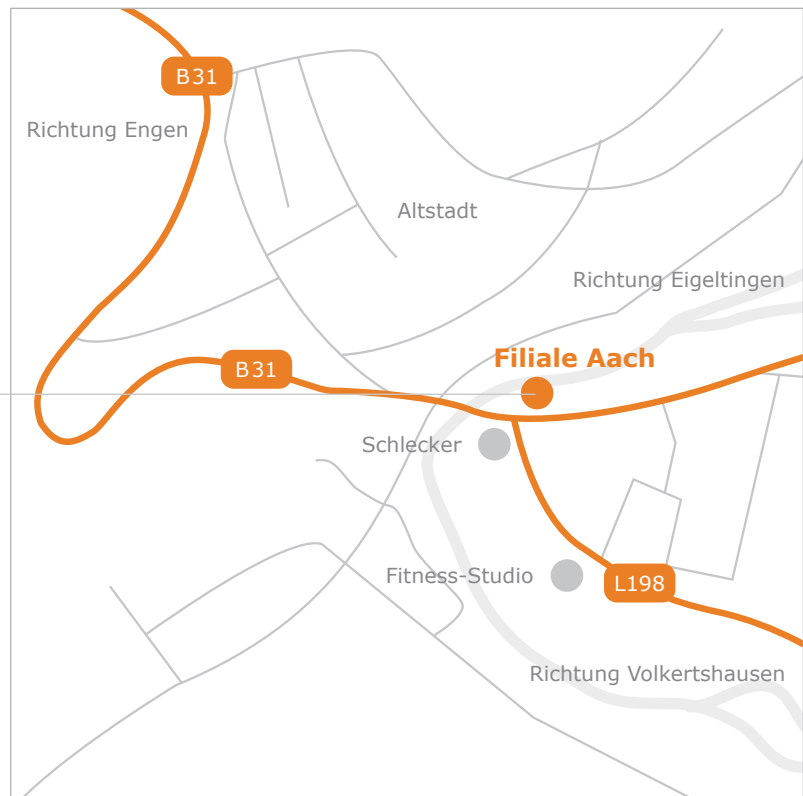 B31
Richtung Engen
Altstadt
Richtung Eigeltingen
Filiale Aach
B31
Schlecker
Fitness-Studio
L198
Richtung Volkertshausen